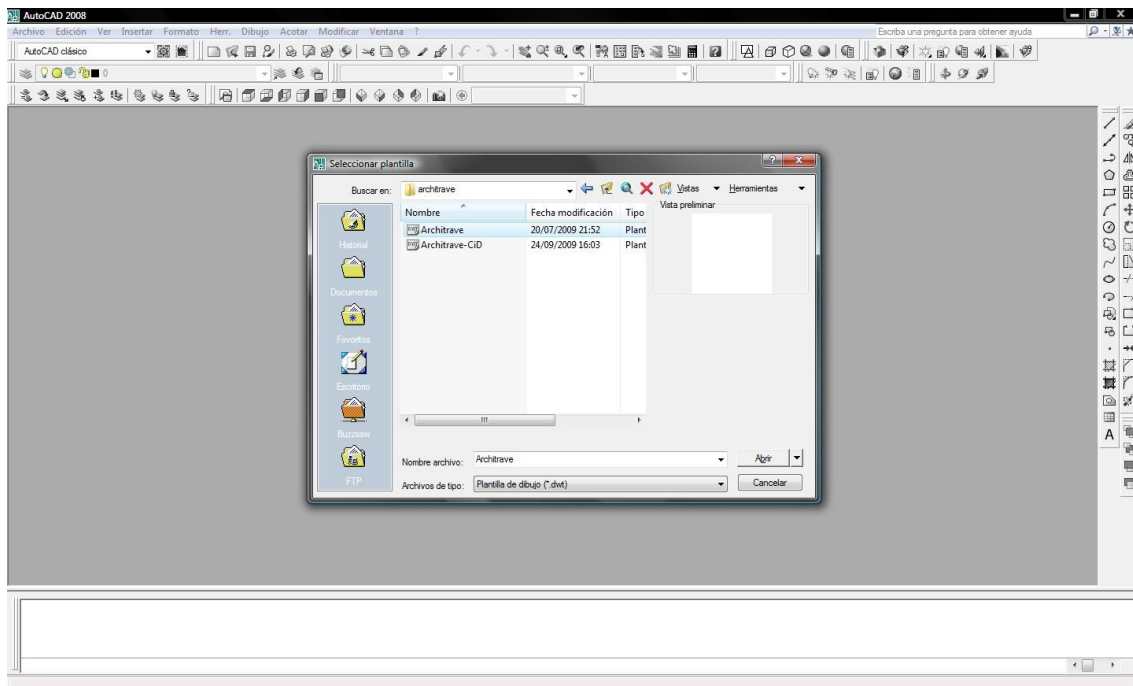 AutoCAD 2008
Archivo Edición Ver Insertar Formato Herr. Dibujo Acotar Modificar Ventana ?
Escriba una pregunta para obtener ayuda
AutoCAD clásico
0
Seleccionar plantilla
Buscar en: architrave
Vistas Herramientas
Nombre Fecha modificación Tipo
Vista preliminar
Architrave 20/07/2009 21:52 Plant
Architrave-CiD 24/09/2009 16:03 Plant
Historial
Documentos
Favoritos
Escritorio
Buzzsaw
FTP
Nombre archivo: Architrave Abrir
Archivos de tipo: Plantilla de dibujo (*.dwt) Cancelar